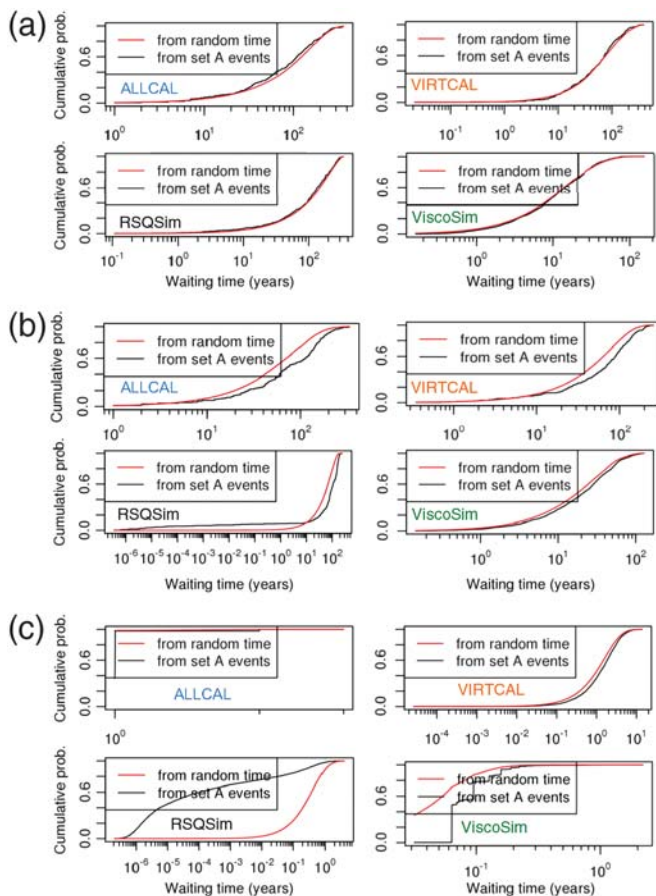 (a)
Cumulative prob.
0.0 0.6
from random time
from set A events
ALLCAL
10^0 10^1 10^2
0.0 0.6
from random time
from set A events
VIRTCAL
10^-1 10^0 10^1 10^2
Cumulative prob.
0.0 0.6
from random time
from set A events
RSQSim
10^-1 10^0 10^1 10^2
Waiting time (years)
0.0 0.6
from random time
from set A events
ViscoSim
10^0 10^1 10^2
Waiting time (years)
(b)
Cumulative prob.
0.0 0.6
from random time
from set A events
ALLCAL
10^0 10^1 10^2
0.0 0.6
from random time
from set A events
VIRTCAL
10^0 10^1 10^2
Cumulative prob.
0.0 0.6
from random time
from set A events
RSQSim
10^-6 10^-5 10^-4 10^-3 10^-2 10^-1 10^0 10^1 10^2
Waiting time (years)
0.0 0.6
from random time
from set A events
ViscoSim
10^0 10^1 10^2
Waiting time (years)
(c)
Cumulative prob.
0.0 0.6
from random time
from set A events
ALLCAL
10^0
0.0 0.6
from random time
from set A events
VIRTCAL
10^-4 10^-3 10^-2 10^-1 10^0 10^1
Cumulative prob.
0.0 0.6
from random time
from set A events
RSQSim
10^-6 10^-5 10^-4 10^-3 10^-2 10^-1 10^0
Waiting time (years)
0.0 0.6
from random time
from set A events
ViscoSim
10^-1 10^0
Waiting time (years)